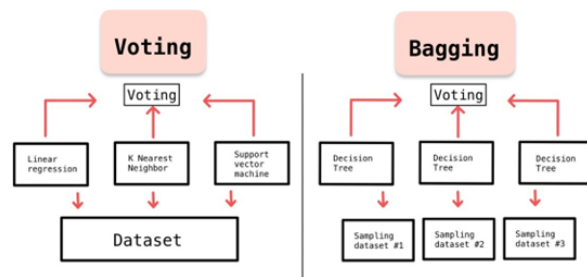 Voting
Bagging
Voting
Voting
Linear
regression
K Nearest
Neighbor
Support
vector
machine
Decision
Tree
Decision
Tree
Decision
Tree
Dataset
Sampling
dataset #1
Sampling
dataset #2
Sampling
dataset #3